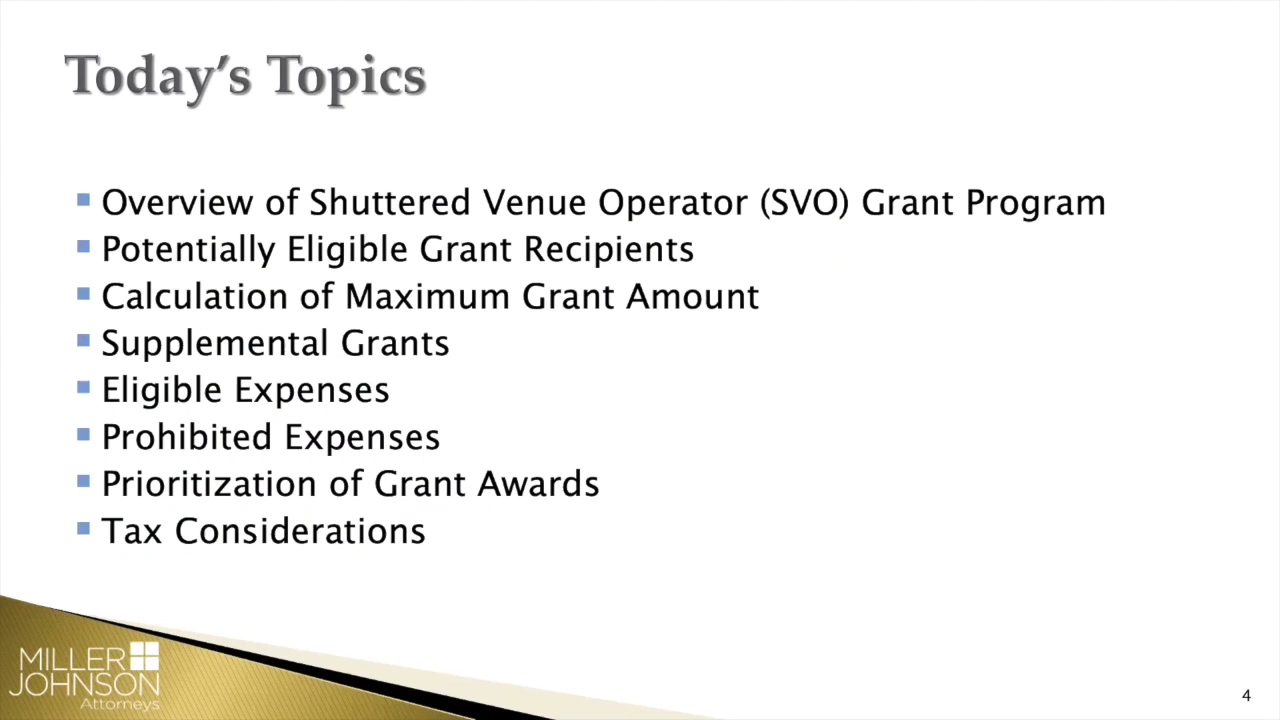 Today’s Topics
Overview of Shuttered Venue Operator (SVO) Grant Program
Potentially Eligible Grant Recipients
Calculation of Maximum Grant Amount
Supplemental Grants
Eligible Expenses
Prohibited Expenses
Prioritization of Grant Awards
Tax Considerations
MILLER
JOHNSON
Attorneys
4